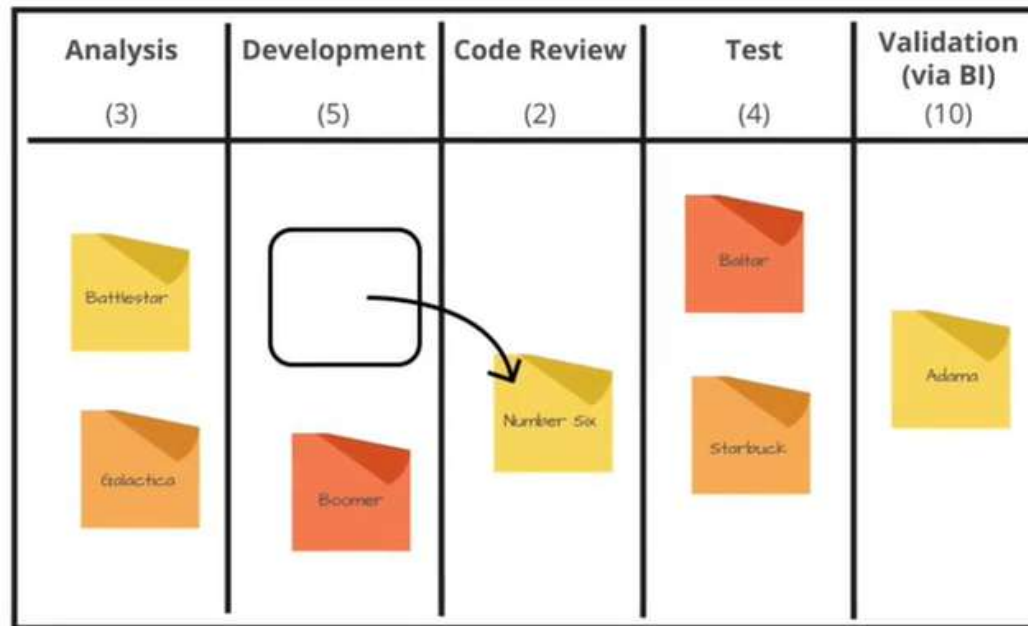 Analysis
Development
Code Review
Test
Validation
(via BI)
(3)
(5)
(2)
(4)
(10)
Battlestar
Galactica
Boomer
Number Six
Baltar
Starbuck
Adama